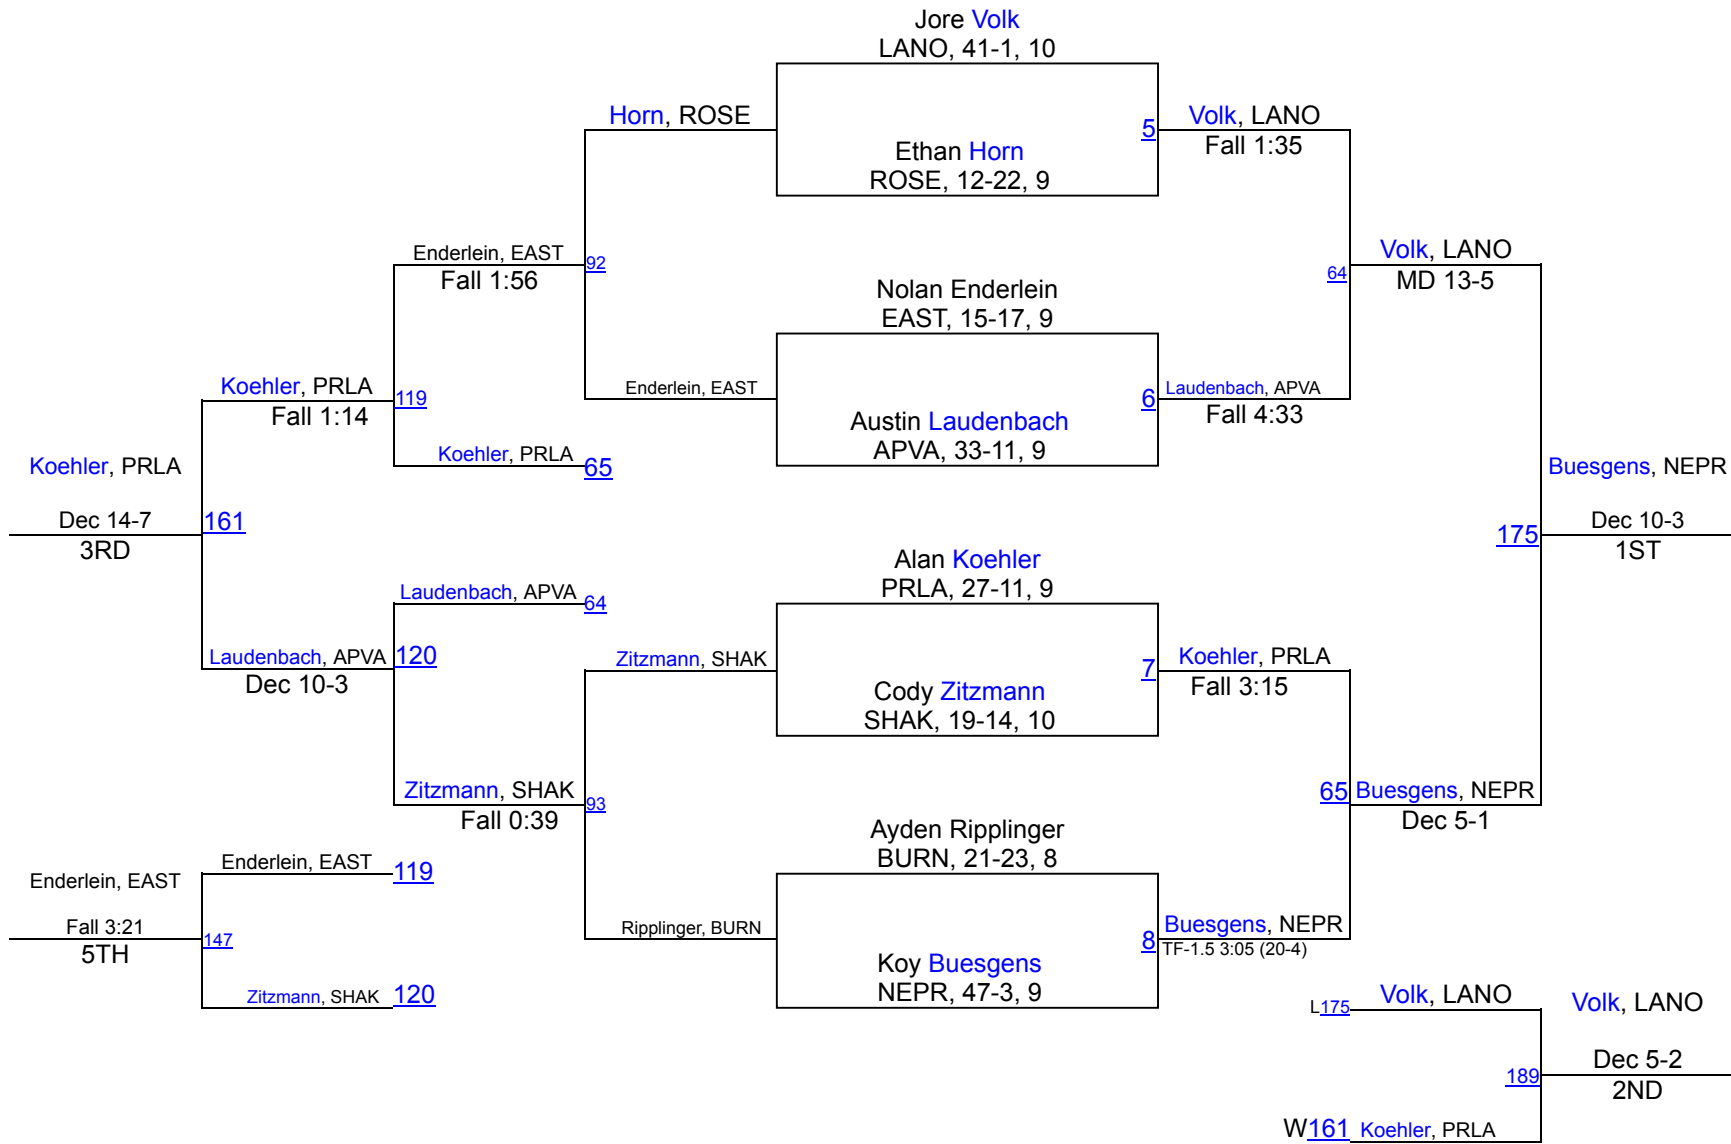 Jore Volk
LANO, 41-1, 10
Horn, ROSE
5
Volk, LANO
Fall 1:35
Ethan Horn
ROSE, 12-22, 9
Enderlein, EAST
Fall 1:56
92
Volk, LANO
MD 13-5
64
Nolan Enderlein
EAST, 15-17, 9
Koehler, PRLA
Fall 1:14
119
Enderlein, EAST
6
Laudenbach, APVA
Fall 4:33
Austin Laudenbach
APVA, 33-11, 9
Koehler, PRLA
65
Koehler, PRLA
Dec 14-7
3RD
161
Buesgens, NEPR
175
Dec 10-3
1ST
Alan Koehler
PRLA, 27-11, 9
Laudenbach, APVA
64
Laudenbach, APVA
120
Dec 10-3
Zitzmann, SHAK
7
Koehler, PRLA
Fall 3:15
Cody Zitzmann
SHAK, 19-14, 10
Zitzmann, SHAK
Fall 0:39
93
65
Buesgens, NEPR
Dec 5-1
Ayden Ripplinger
BURN, 21-23, 8
Enderlein, EAST
119
Enderlein, EAST
Fall 3:21
5TH
147
Ripplinger, BURN
8
Buesgens, NEPR
TF-1.5 3:05 (20-4)
Koy Buesgens
NEPR, 47-3, 9
Zitzmann, SHAK
120
L175
Volk, LANO
Volk, LANO
Dec 5-2
2ND
189
W161
Koehler, PRLA